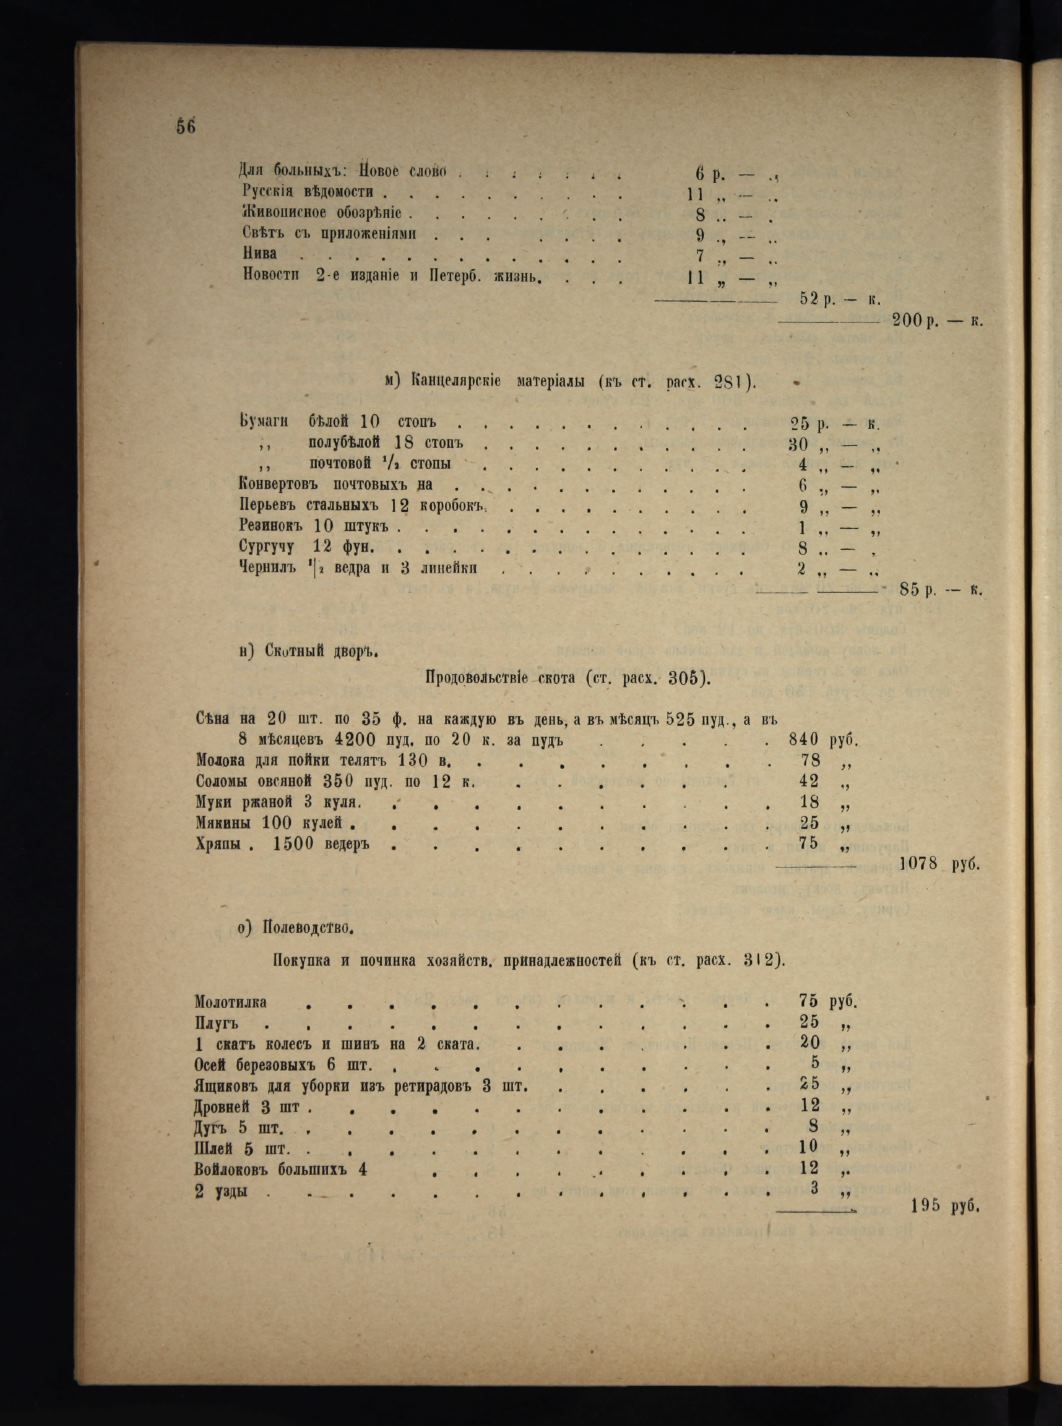 56
Для больныхъ: Новое слово . . . . . . . 6 р. — „
Русскія вѣдомости . . . . . . . . . . 11 „ — „
Живописное обозрѣніе . . . . . . . . . 8 „ — „
Свѣтъ съ приложеніями . . . . . . . 9 „ — „
Нива . . . . . . . . . . . . . 7 „ — „
Новости 2-е изданіе и Петерб. жизнь. . . . 11 „ — „
52 р. — к.
200 р. — к.
м) Канцелярскіе матеріалы (къ ст. расх. 281).
Бумаги бѣлой 10 стопъ . . . . . . . . . . . . 25 р. — к.
„ полубѣлой 18 стопъ . . . . . . . . . . . 30 „ — „
„ почтовой ½ стопы . . . . . . . . . . . 4 „ — „
Конвертовъ почтовыхъ на . . . . . . . . . . . . 6 „ — „
Перьевъ стальныхъ 12 коробокъ. . . . . . . . . . . 9 „ — „
Резинокъ 10 штукъ . . . . . . . . . . . . . . 1 „ — „
Сургучу 12 фун. . . . . . . . . . . . . . . 8 „ — „
Чернилъ ½ ведра и 3 линейки . . . . . . . . . . 2 „ — „
85 р. — к.
н) Скотный дворъ.
Продовольствіе скота (ст. расх. 305).
Сѣна на 20 шт. по 35 ф. на каждую въ день, а въ мѣсяцъ 525 пуд., а въ
8 мѣсяцевъ 4200 пуд. по 20 к. за пудъ . . . . . 840 руб.
Молока для пойки телятъ 130 в. . . . . . . . . 78 „
Соломы овсяной 350 пуд. по 12 к. . . . . . . 42 „
Муки ржаной 3 куля. . . . . . . . . . . 18 „
Мякины 100 кулей . . . . . . . . . . . 25 „
Хряпы . 1500 ведеръ . . . . . . . . . . 75 „
1078 руб.
о) Полеводство.
Покупка и починка хозяйств. принадлежностей (къ ст. расх. 312).
Молотилка . . . . . . . . . . . . 75 руб.
Плугъ . . . . . . . . . . . . . 25 „
1 скатъ колесъ и шинъ на 2 ската. . . . . . . . 20 „
Осей березовыхъ 6 шт. . . . . . . . . . . 5 „
Ящиковъ для уборки изъ ретирадовъ 3 шт. . . . . . . 25 „
Дровней 3 шт . . . . . . . . . . . . 12 „
Дугъ 5 шт. . . . . . . . . . . . . 8 „
Шлей 5 шт. . . . . . . . . . . . . 10 „
Войлоковъ большихъ 4 . . . . . . . . . 12 „
2 узды . . . . . . . . . . . . . 3 „
195 руб.